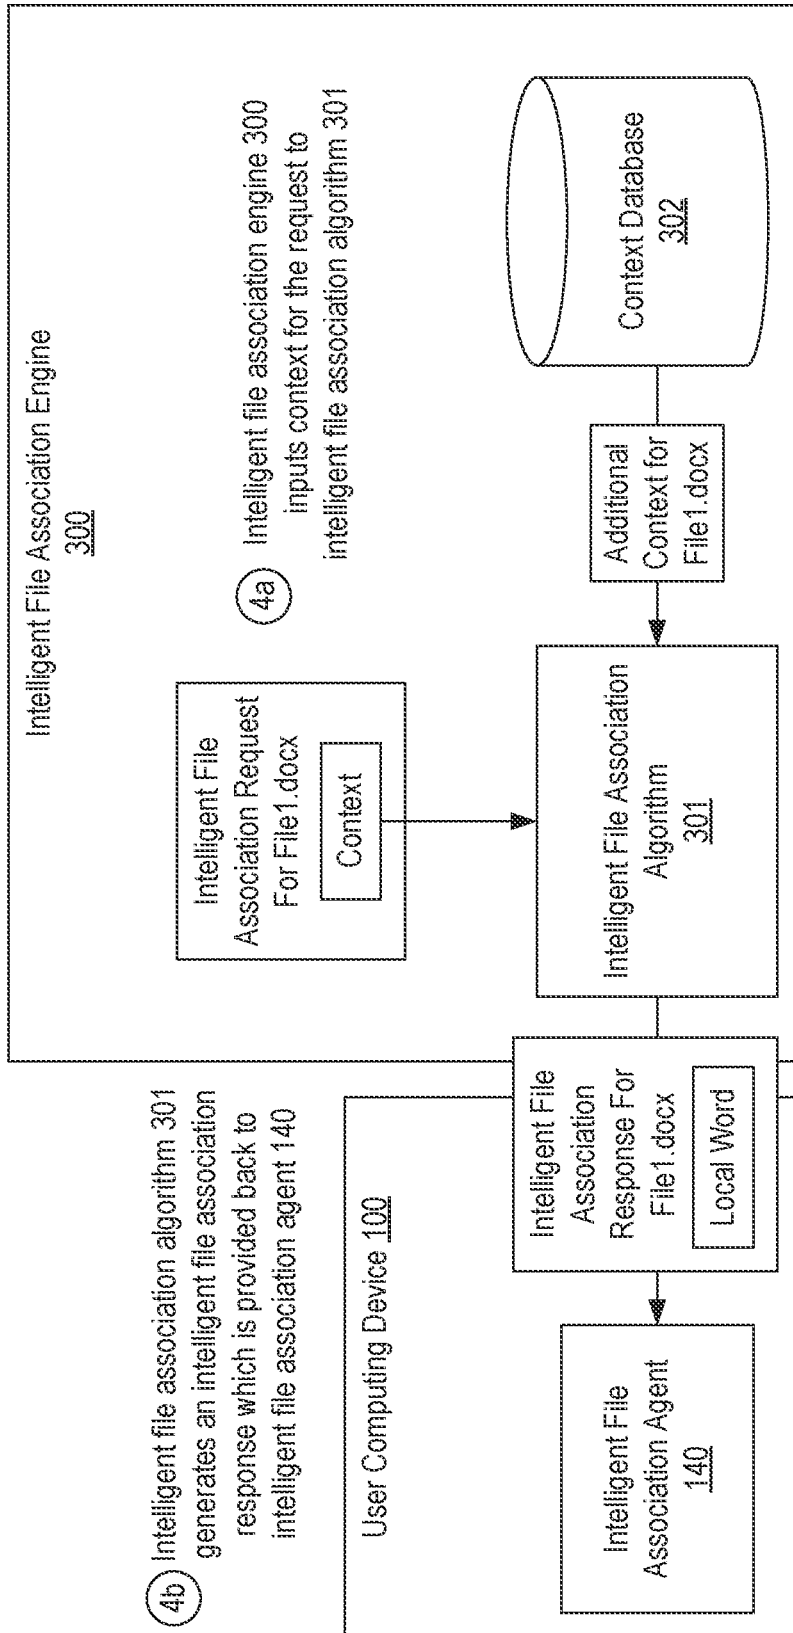 Intelligent File Association Engine
300
4a
Intelligent file association engine 300
inputs context for the request to
intelligent file association algorithm 301
Intelligent File
Association Request
For File1.docx
Context
Context Database
302
Additional
Context for
File1.docx
Intelligent File Association
Algorithm
301
4b
Intelligent file association algorithm 301
generates an intelligent file association
response which is provided back to
intelligent file association agent 140
User Computing Device 100
Intelligent File
Association
Response For
File1.docx
Local Word
Intelligent File
Association Agent
140